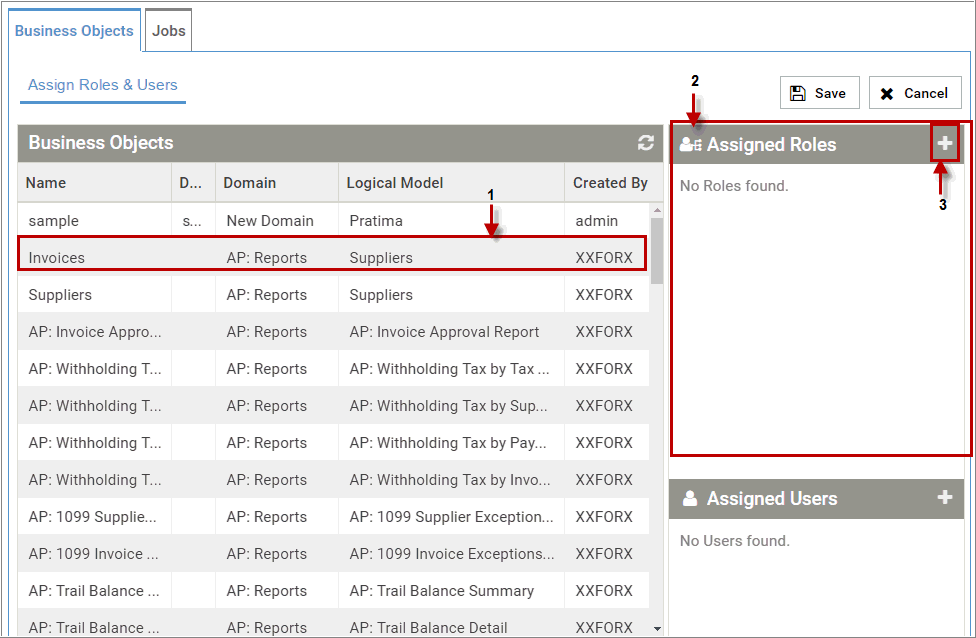 Business Objects Jobs
Assign Roles & Users
2
Save Cancel
Business Objects
Assigned Roles
3
No Roles found.
Name D... Domain Logical Model Created By
1
sample s... New Domain Pratima admin
Invoices AP: Reports Suppliers XXFORX
Suppliers AP: Reports Suppliers XXFORX
AP: Invoice Appro... AP: Reports AP: Invoice Approval Report XXFORX
AP: Withholding T... AP: Reports AP: Withholding Tax by Tax ... XXFORX
AP: Withholding T... AP: Reports AP: Withholding Tax by Sup... XXFORX
AP: Withholding T... AP: Reports AP: Withholding Tax by Pay... XXFORX
AP: Withholding T... AP: Reports AP: Withholding Tax by Invo... XXFORX
AP: 1099 Supplie... AP: Reports AP: 1099 Supplier Exception... XXFORX
AP: 1099 Invoice ... AP: Reports AP: 1099 Invoice Exceptions... XXFORX
AP: Trail Balance ... AP: Reports AP: Trail Balance Summary XXFORX
AP: Trail Balance ... AP: Reports AP: Trail Balance Detail XXFORX
Assigned Users
No Users found.